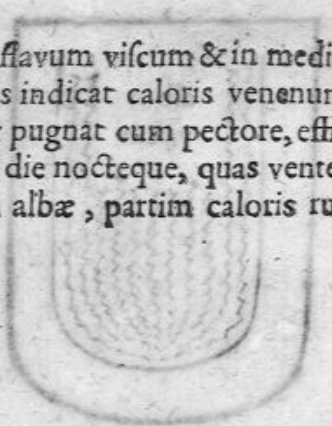 flavum viſcum & in medi
s indicat caloris venenum
pugnat cum pectore, eff
die nocteque, quas vente
albæ, partim caloris ru